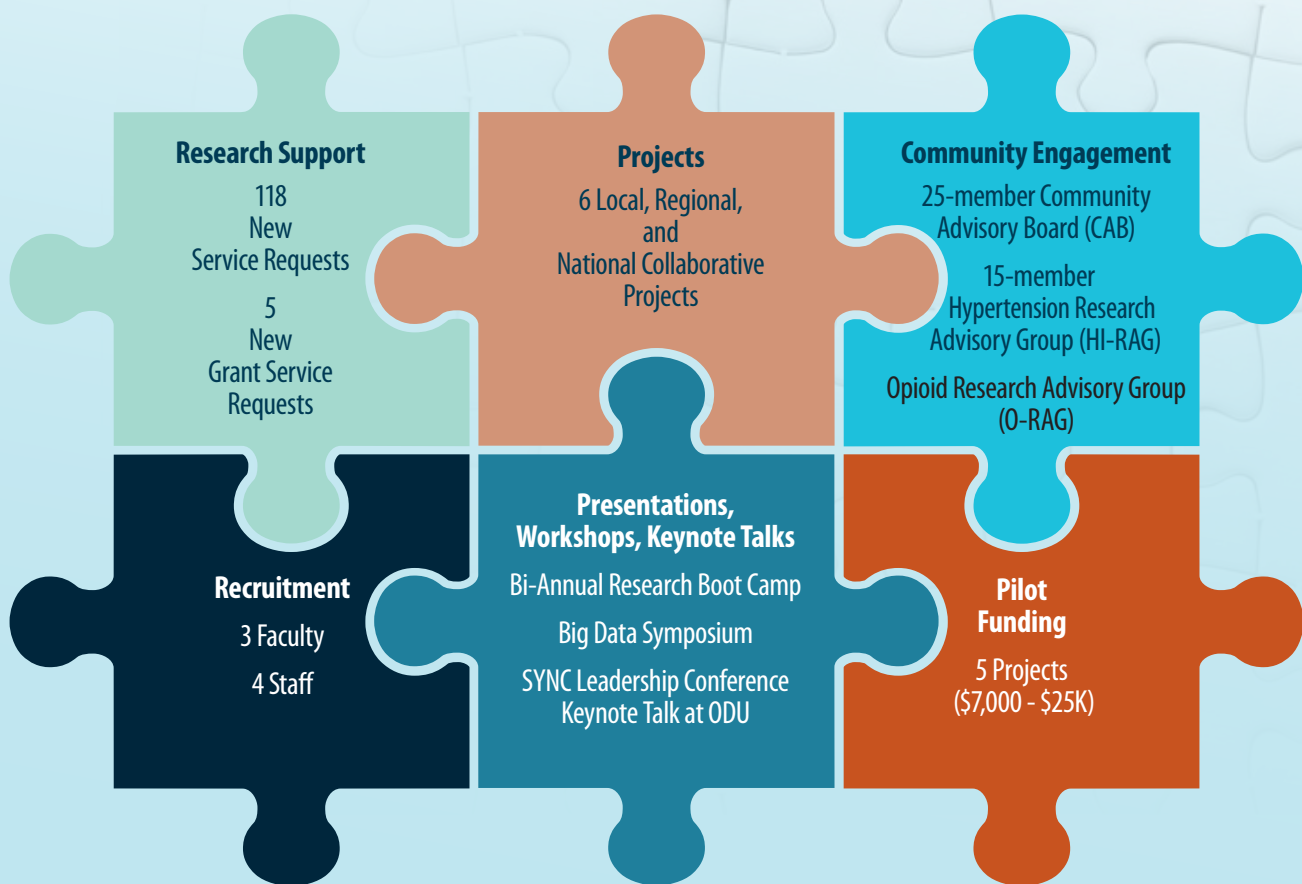 Research Support
118
New
Service Requests
5
New
Grant Service
Requests
Projects
6 Local, Regional,
and
National Collaborative
Projects
Community Engagement
25-member Community
Advisory Board (CAB)
15-member
Hypertension Research
Advisory Group (HI-RAG)
Opioid Research Advisory Group
(O-RAG)
Recruitment
3 Faculty
4 Staff
Presentations,
Workshops, Keynote Talks
Bi-Annual Research Boot Camp
Big Data Symposium
SYNC Leadership Conference
Keynote Talk at ODU
Pilot
Funding
5 Projects
($7,000 - $25K)